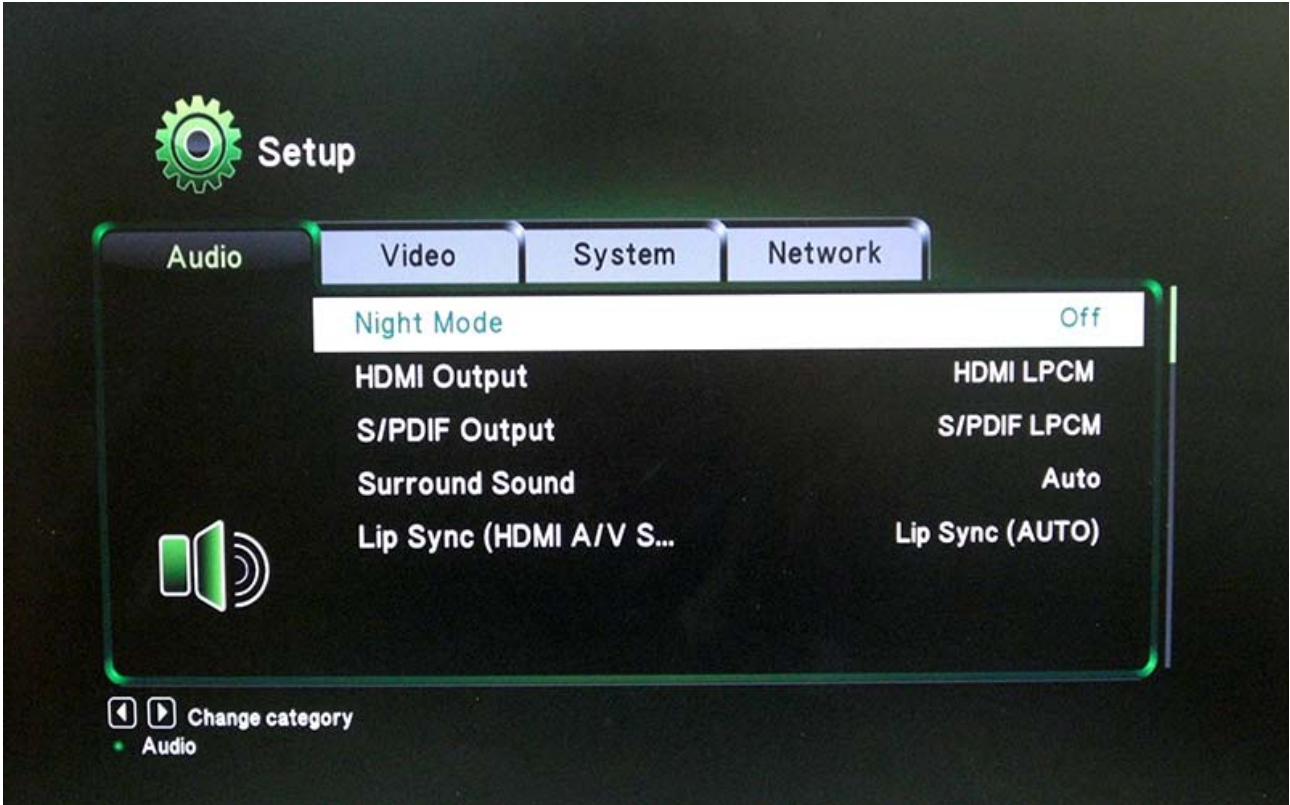 Setup
Audio Video System Network
Night Mode Off
HDMI Output HDMI LPCM
S/PDIF Output S/PDIF LPCM
Surround Sound Auto
Lip Sync (HDMI A/V S... Lip Sync (AUTO)
Change category
Audio